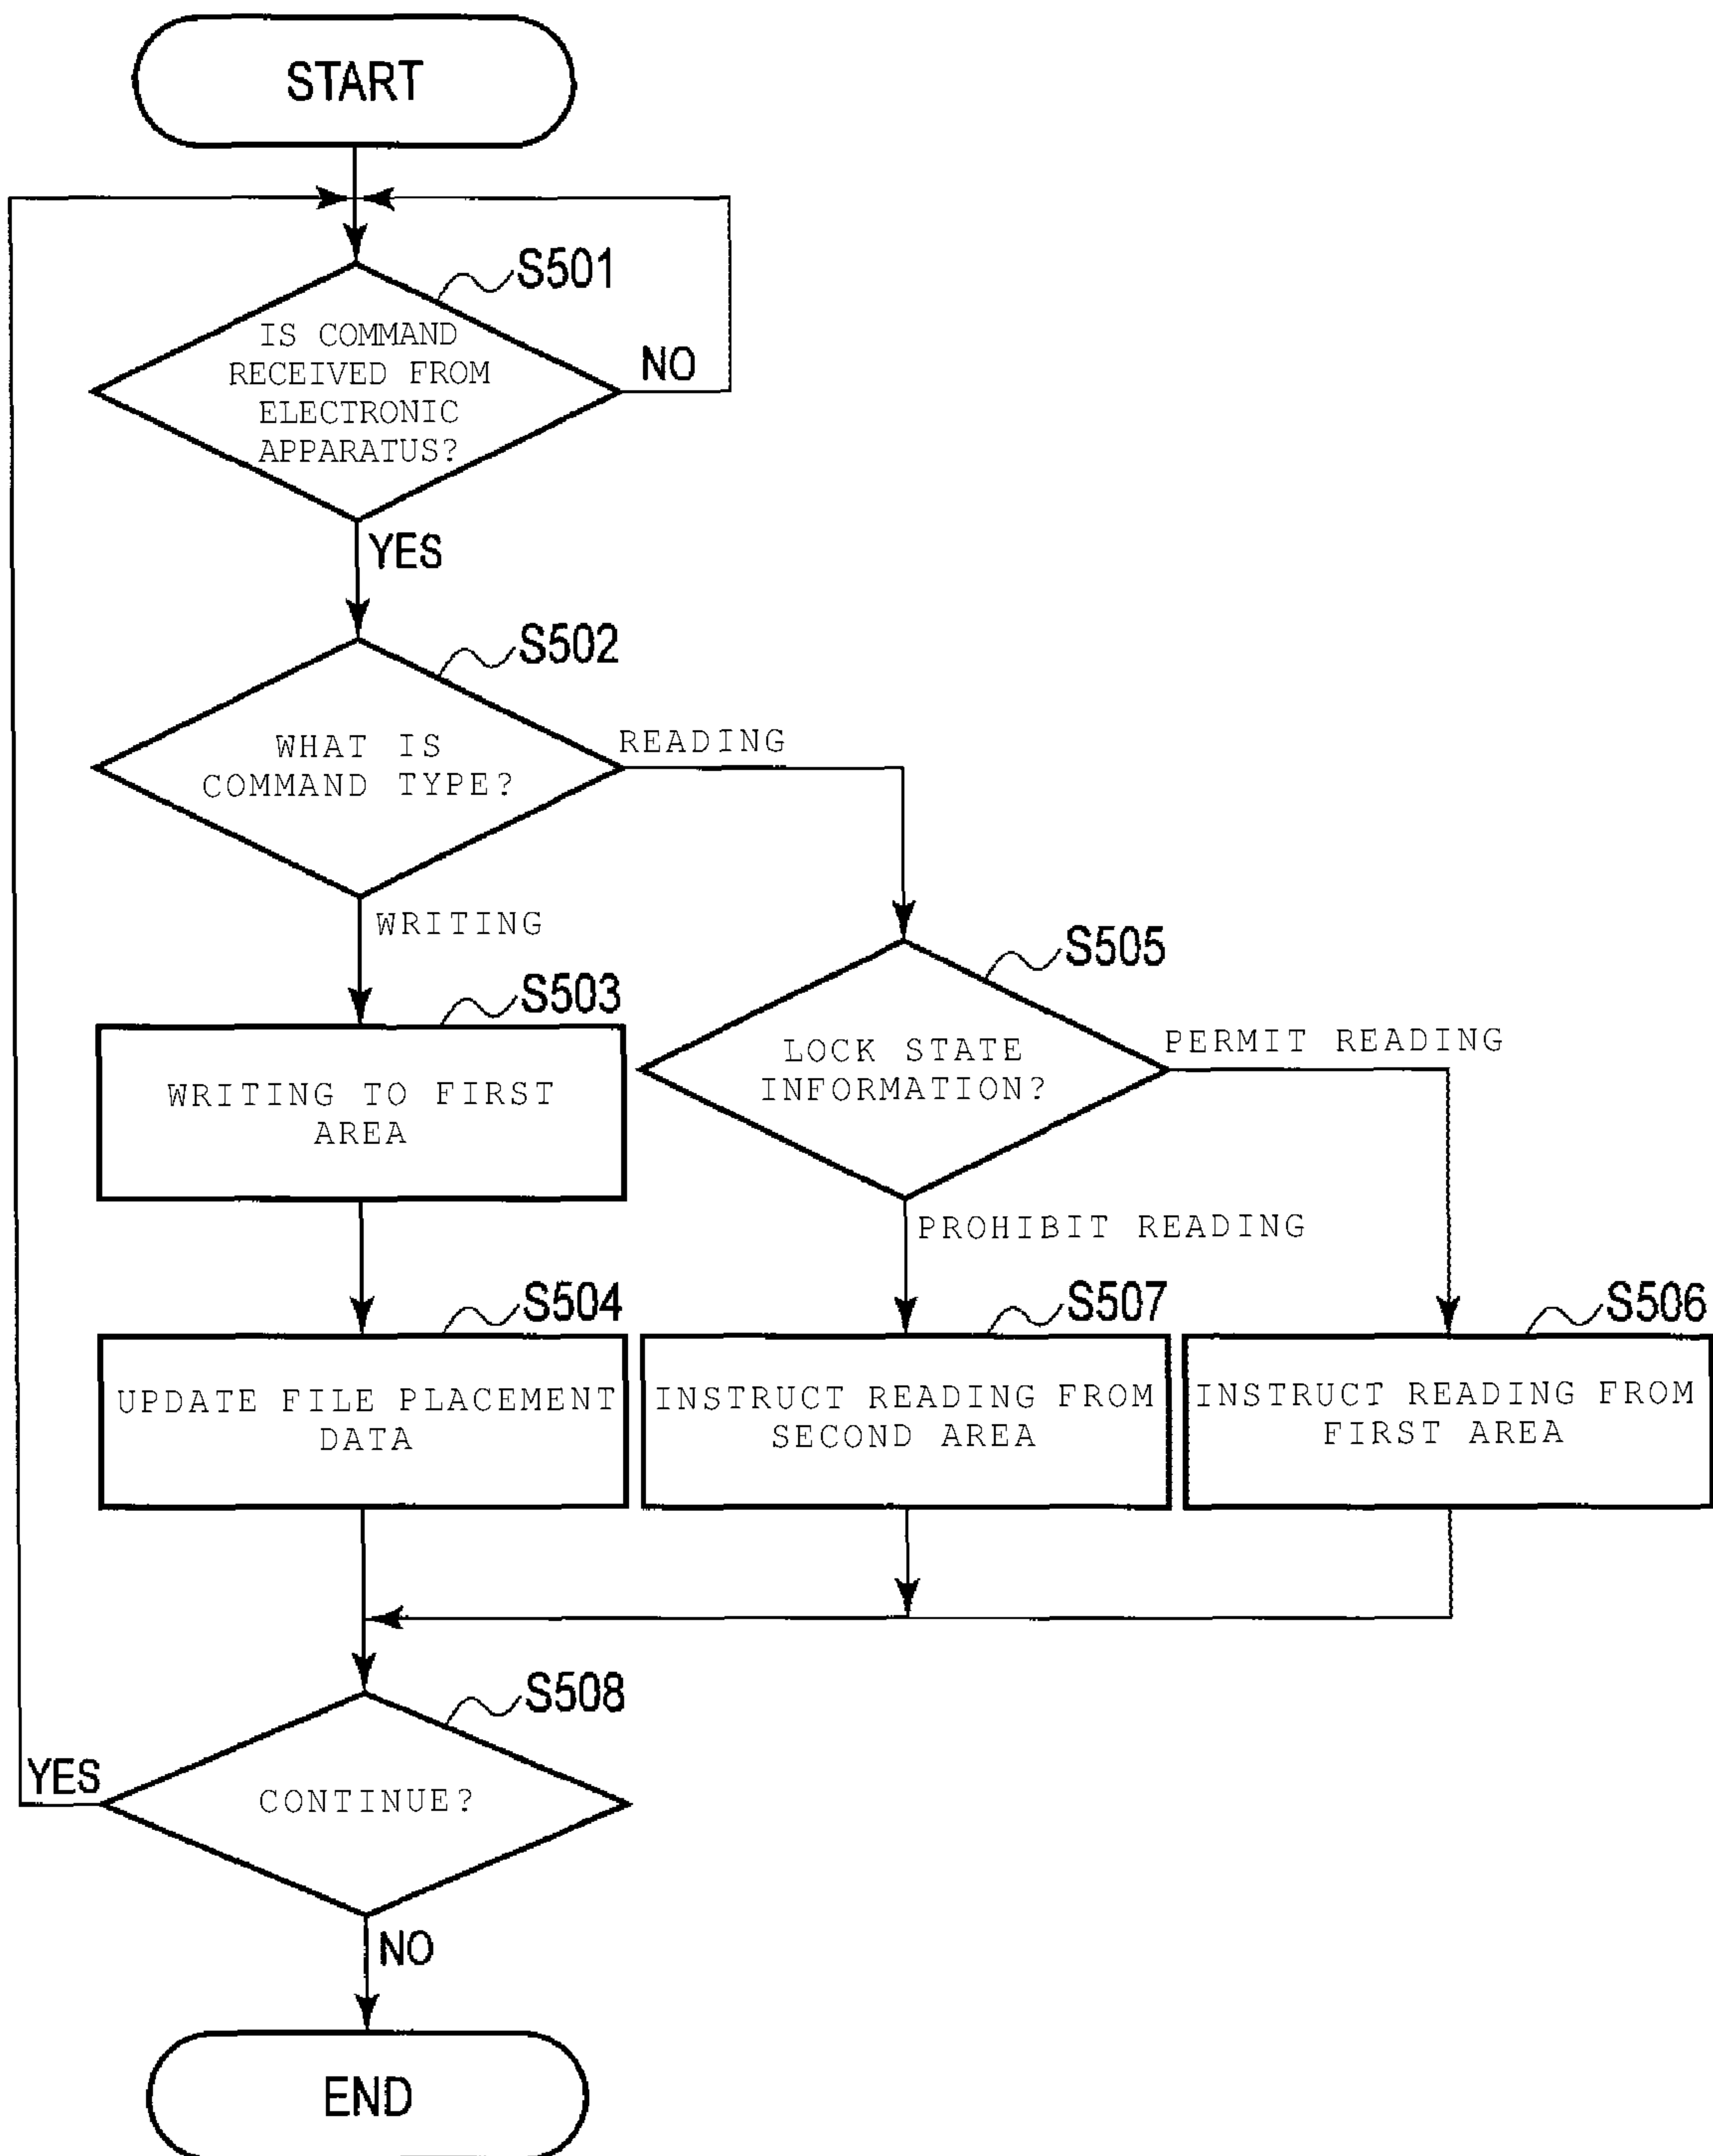 START
S501
IS COMMAND
RECEIVED FROM
ELECTRONIC
APPARATUS?
NO
YES
S502
WHAT IS
COMMAND TYPE?
READING
WRITING
S503
WRITING TO FIRST
AREA
S505
LOCK STATE
INFORMATION?
PERMIT READING
PROHIBIT READING
S504
UPDATE FILE PLACEMENT
DATA
S507
INSTRUCT READING FROM
SECOND AREA
S506
INSTRUCT READING FROM
FIRST AREA
S508
CONTINUE?
YES
NO
END